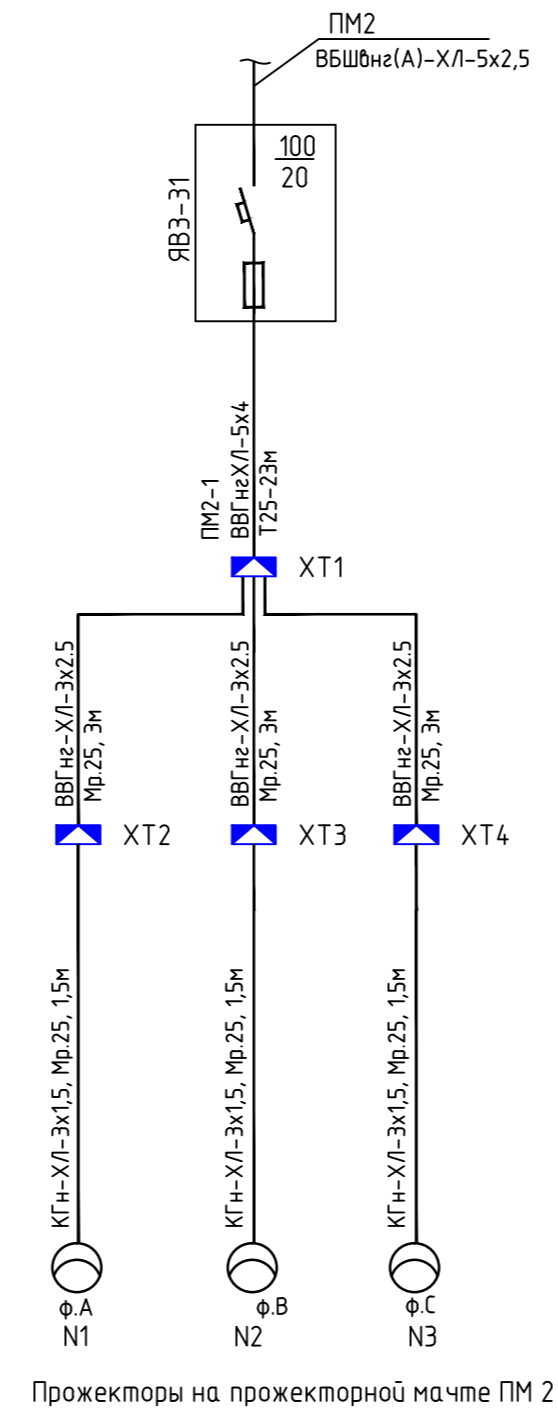 ПМ2
ВБШвнг(А)-ХЛ-5х2,5
100
20
ЯВЗ-31
ПМ2-1
ВВГнгХЛ-5х4
Т25-23м
ХТ1
ВВГнг-ХЛ-3х2.5
Мр.25, 3м
ВВГнг-ХЛ-3х2.5
Мр.25, 3м
ВВГнг-ХЛ-3х2.5
Мр.25, 3м
ХТ2
ХТ3
ХТ4
КГн-ХЛ-3х1,5, Мр.25, 1,5м
КГн-ХЛ-3х1,5, Мр.25, 1,5м
КГн-ХЛ-3х1,5, Мр.25, 1,5м
ф.А
ф.В
ф.С
N1
N2
N3
Прожекторы на прожекторной мачте ПМ 2